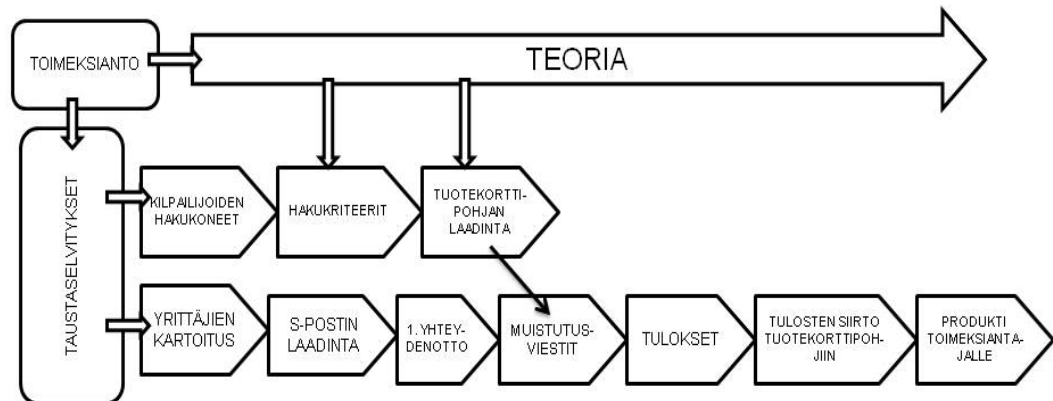 TOIMEKSIANTO
TEORIA
TAUSTASELVITYKSET
KILPAILIJOIDEN
HAKUKONEET
HAKUKRITEERIT
TUOTEKORTTI-
POHJAN
LAADINTA
YRITTÄJIEN
KARTOITUS
S-POSTIN
LAADINTA
1.YHTEY-
DENOTTO
MUISTUTUS-
VIESTIT
TULOKSET
TULOSTEN SIIRTO
TUOTEKORTTIPOH-
JIIN
PRODUKTI
TOIMEKSIANTA-
JALLE